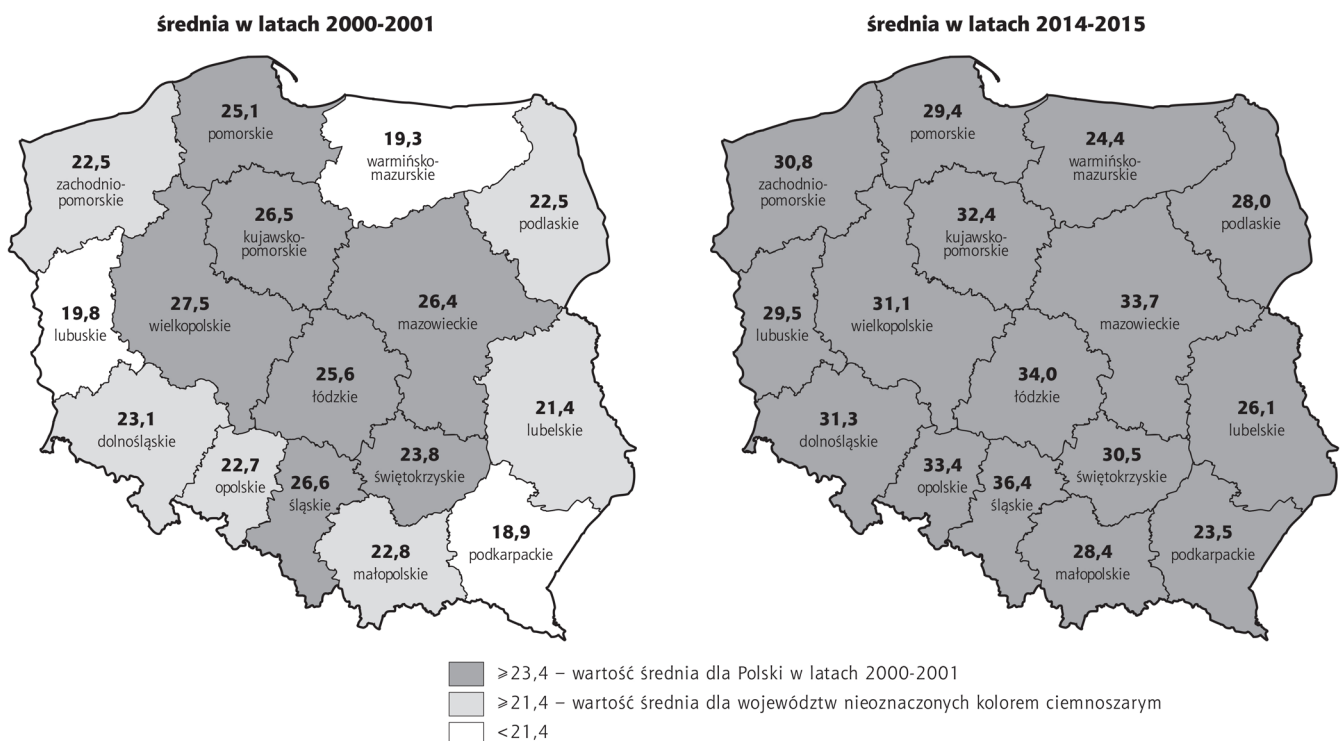 średnia w latach 2000-2001
25,1
pomorskie
19,3
warmińsko-
mazurskie
22,5
zachodnio-
pomorskie
22,5
podlaskie
26,5
kujawsko-
pomorskie
19,8
lubuskie
27,5
wielkopolskie
26,4
mazowieckie
25,6
łódzkie
23,1
dolnośląskie
21,4
lubelskie
22,7
opolskie
26,6
śląskie
23,8
świętokrzyskie
22,8
małopolskie
18,9
podkarpackie
średnia w latach 2014-2015
29,4
pomorskie
24,4
warmińsko-
mazurskie
30,8
zachodnio-
pomorskie
28,0
podlaskie
32,4
kujawsko-
pomorskie
29,5
lubuskie
31,1
wielkopolskie
33,7
mazowieckie
34,0
łódzkie
31,3
dolnośląskie
26,1
lubelskie
33,4
opolskie
36,4
śląskie
30,5
świętokrzyskie
28,4
małopolskie
23,5
podkarpackie
⩾23,4 – wartość średnia dla Polski w latach 2000-2001
⩾21,4 – wartość średnia dla województw nieoznaczonych kolorem ciemnoszarym
<21,4